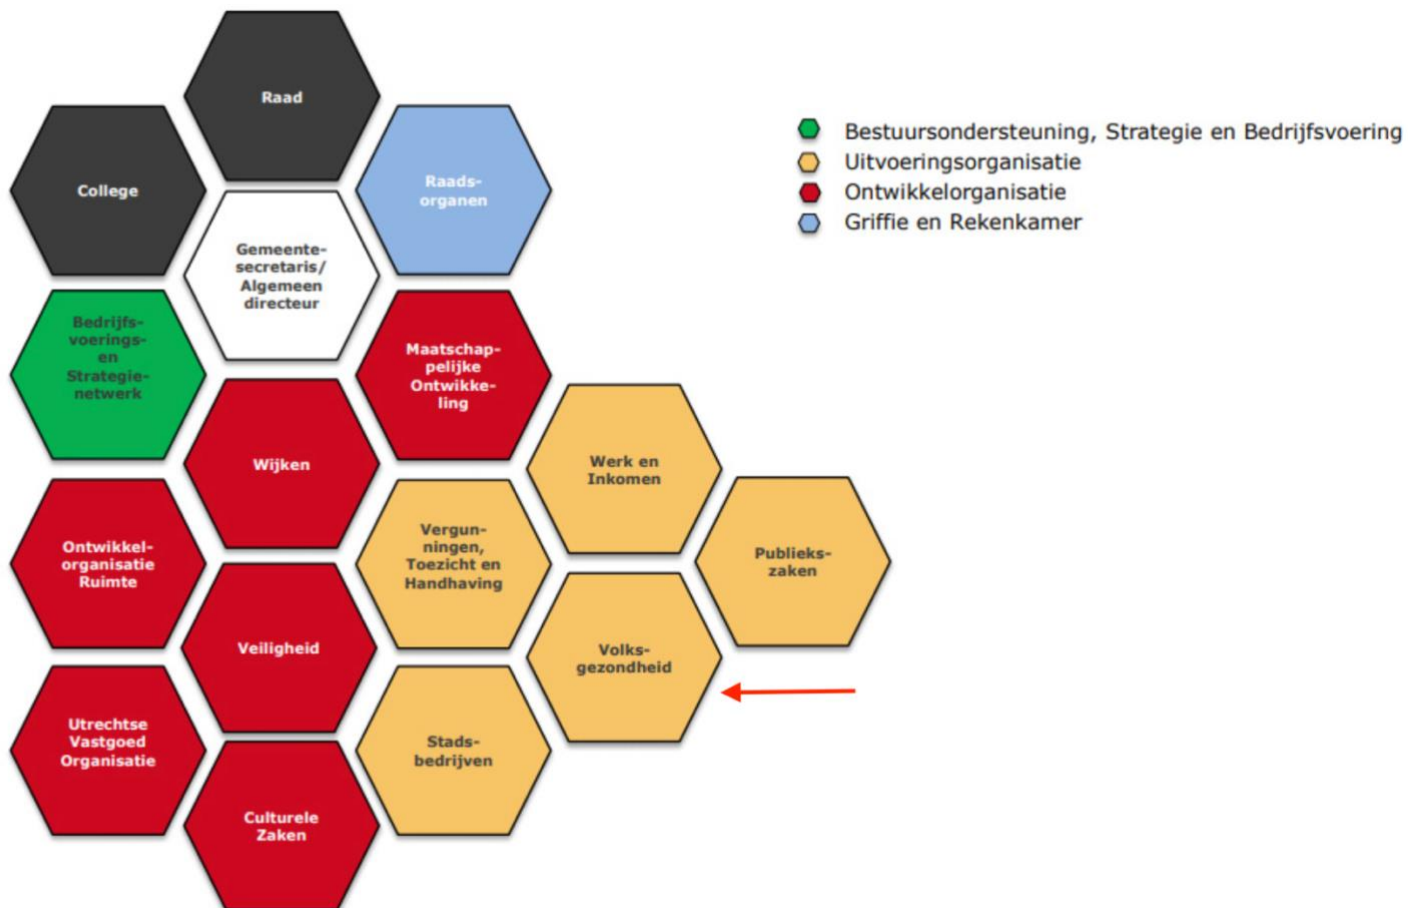 Raad
College
Raads-
organen
Gemeente-
secretaris/
Algemeen
directeur
Bedrijfs-
voerings-
en
Strategie-
netwerk
Maatschap-
pelijke
Ontwikke-
ling
Wijken
Werk en
Inkomen
Ontwikkel-
organisatie
Ruimte
Vergun-
ningen,
Toezicht en
Handhaving
Publieks-
zaken
Veiligheid
Volks-
gezondheid
Utrechtse
Vastgoed
Organisatie
Stads-
bedrijven
Culturele
Zaken
Bestuursondersteuning, Strategie en Bedrijfsvoering
Uitvoeringsorganisatie
Ontwikkelorganisatie
Griffie en Rekenkamer